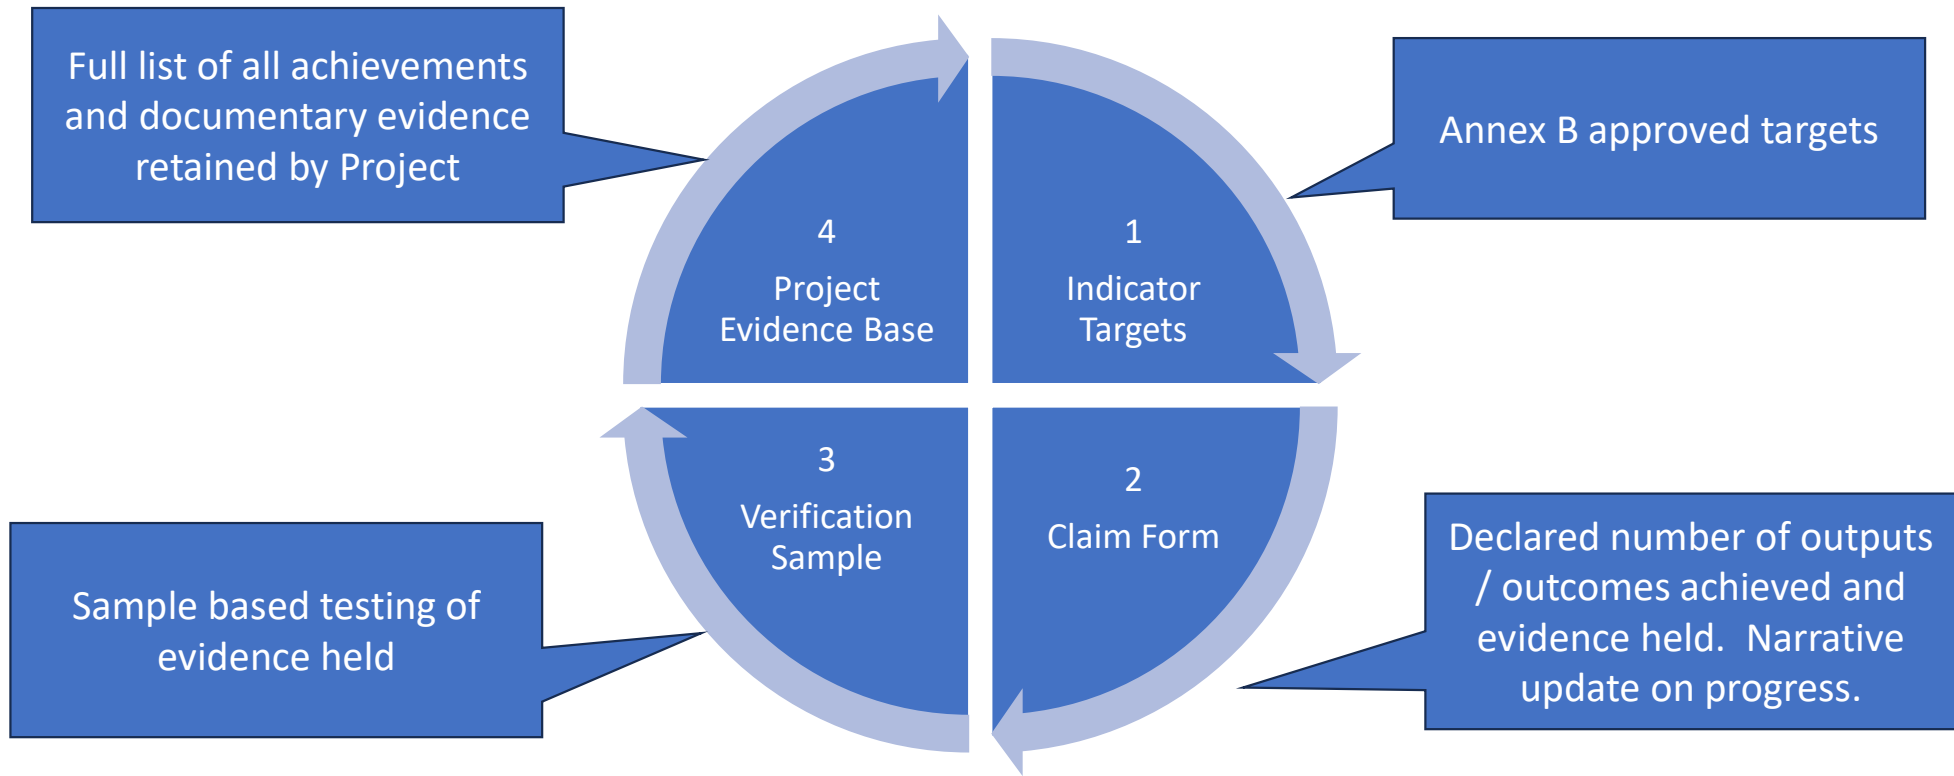 Full list of all achievements
and documentary evidence
retained by Project
Annex B approved targets
4
Project
Evidence Base
1
Indicator
Targets
3
Verification
Sample
2
Claim Form
Sample based testing of
evidence held
Declared number of outputs
/ outcomes achieved and
evidence held.  Narrative
update on progress.